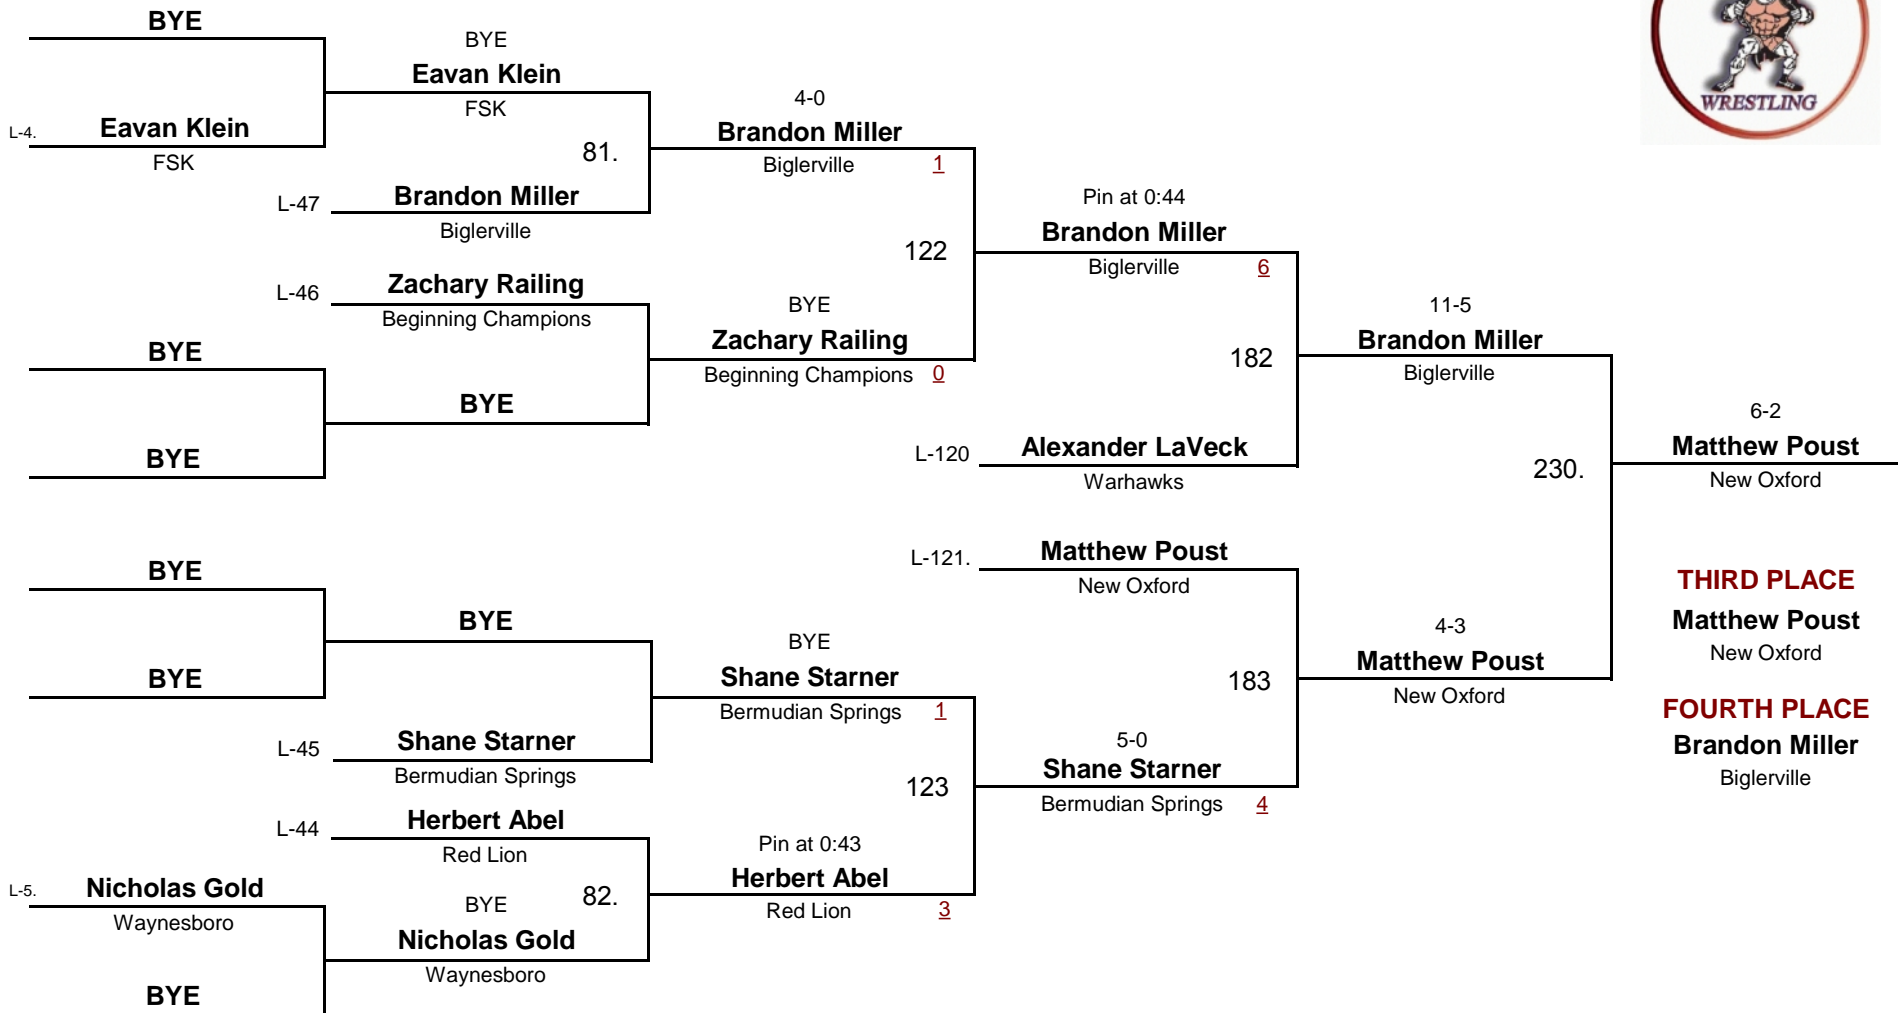 BYE
L-4.
Eavan Klein
FSK
BYE
Eavan Klein
FSK
81.
L-47
Brandon Miller
Biglerville
4-0
Brandon Miller
Biglerville
1
L-46
Zachary Railing
Beginning Champions
BYE
BYE
BYE
BYE
Zachary Railing
Beginning Champions
0
122
Pin at 0:44
Brandon Miller
Biglerville
6
L-120
Alexander LaVeck
Warhawks
182
11-5
Brandon Miller
Biglerville
BYE
BYE
BYE
L-45
Shane Starner
Bermudian Springs
BYE
Shane Starner
Bermudian Springs
1
L-44
Herbert Abel
Red Lion
L-5.
Nicholas Gold
Waynesboro
BYE
BYE
Nicholas Gold
Waynesboro
82.
Pin at 0:43
Herbert Abel
Red Lion
3
123
L-121.
Matthew Poust
New Oxford
5-0
Shane Starner
Bermudian Springs
4
183
4-3
Matthew Poust
New Oxford
230.
6-2
Matthew Poust
New Oxford
THIRD PLACE
Matthew Poust
New Oxford
FOURTH PLACE
Brandon Miller
Biglerville
WRESTLING